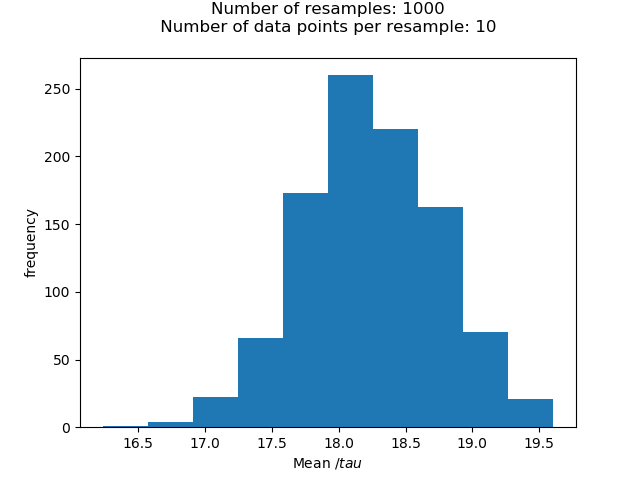 Number of resamples: 1000
Number of data points per resample: 10
250
200
150
100
50
0
frequency
16.5 17.0 17.5 18.0 18.5 19.0 19.5
Mean /tau